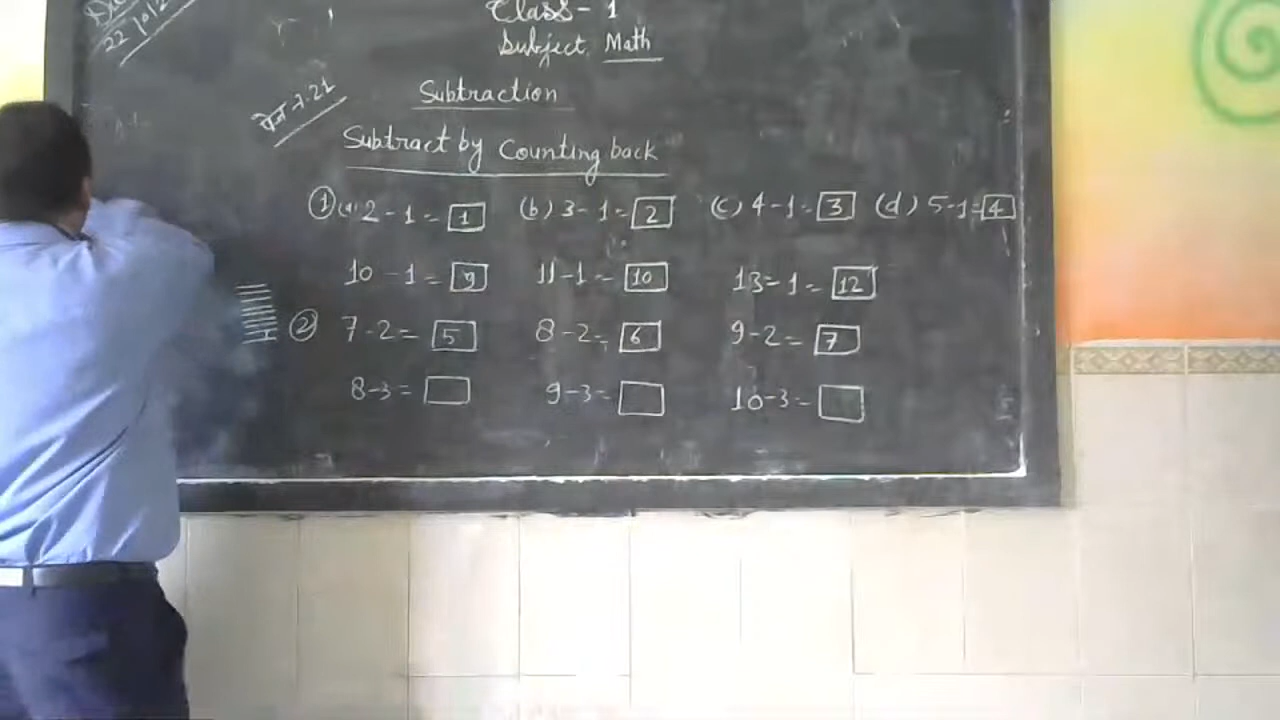 22/10/2
Class - 1
Subject, Math
पेज न. 21
Subtraction
Subtract by Counting back
① (a) 2 - 1 = 1 (b) 3 - 1 = 2 (c) 4 - 1 = 3 (d) 5 - 1 = 4
10 - 1 = 9 11 - 1 = 10 13 - 1 = 12
② 7 - 2 = 5 8 - 2 = 6 9 - 2 = 7
8 - 3 = 9 - 3 = 10 - 3 =